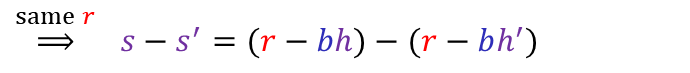 same r
⟹ s − s′ = (r − bh) − (r − bh′)